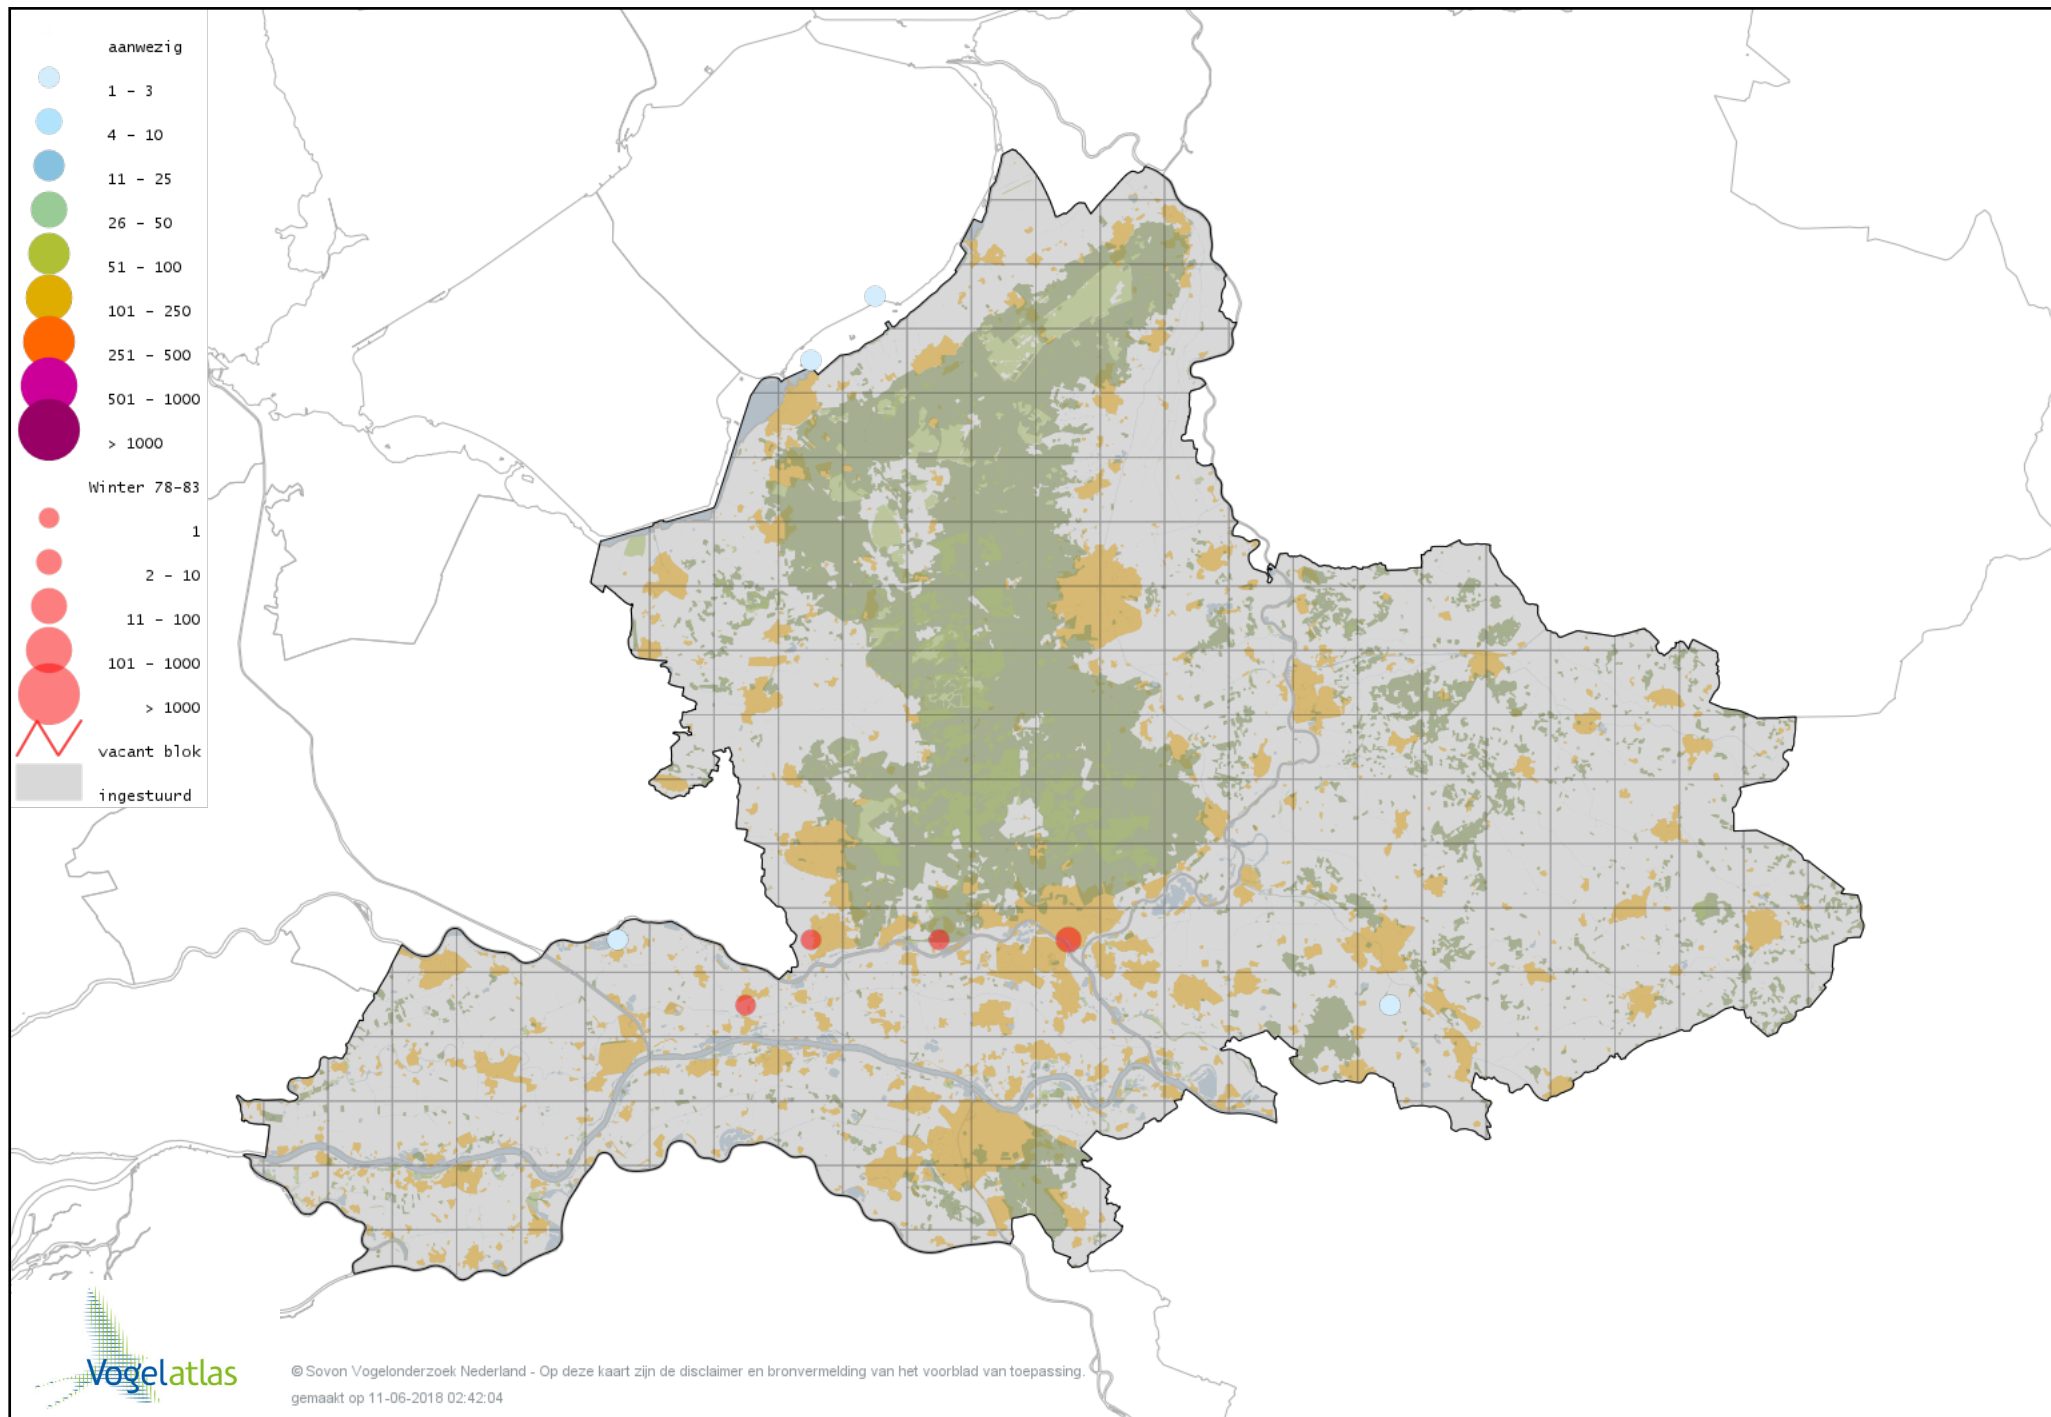 aanwezig
1 – 3
4 – 10
11 – 25
26 – 50
51 – 100
101 – 250
251 – 500
501 – 1000
> 1000
Winter 78-83
1
2 – 10
11 – 100
101 – 1000
> 1000
vacant blok
ingestuurd
Vogelatlas
© Sovon Vogelonderzoek Nederland - Op deze kaart zijn de disclaimer en bronvermelding van het voorblad van toepassing.
gemaakt op 11-06-2018 02:42:04